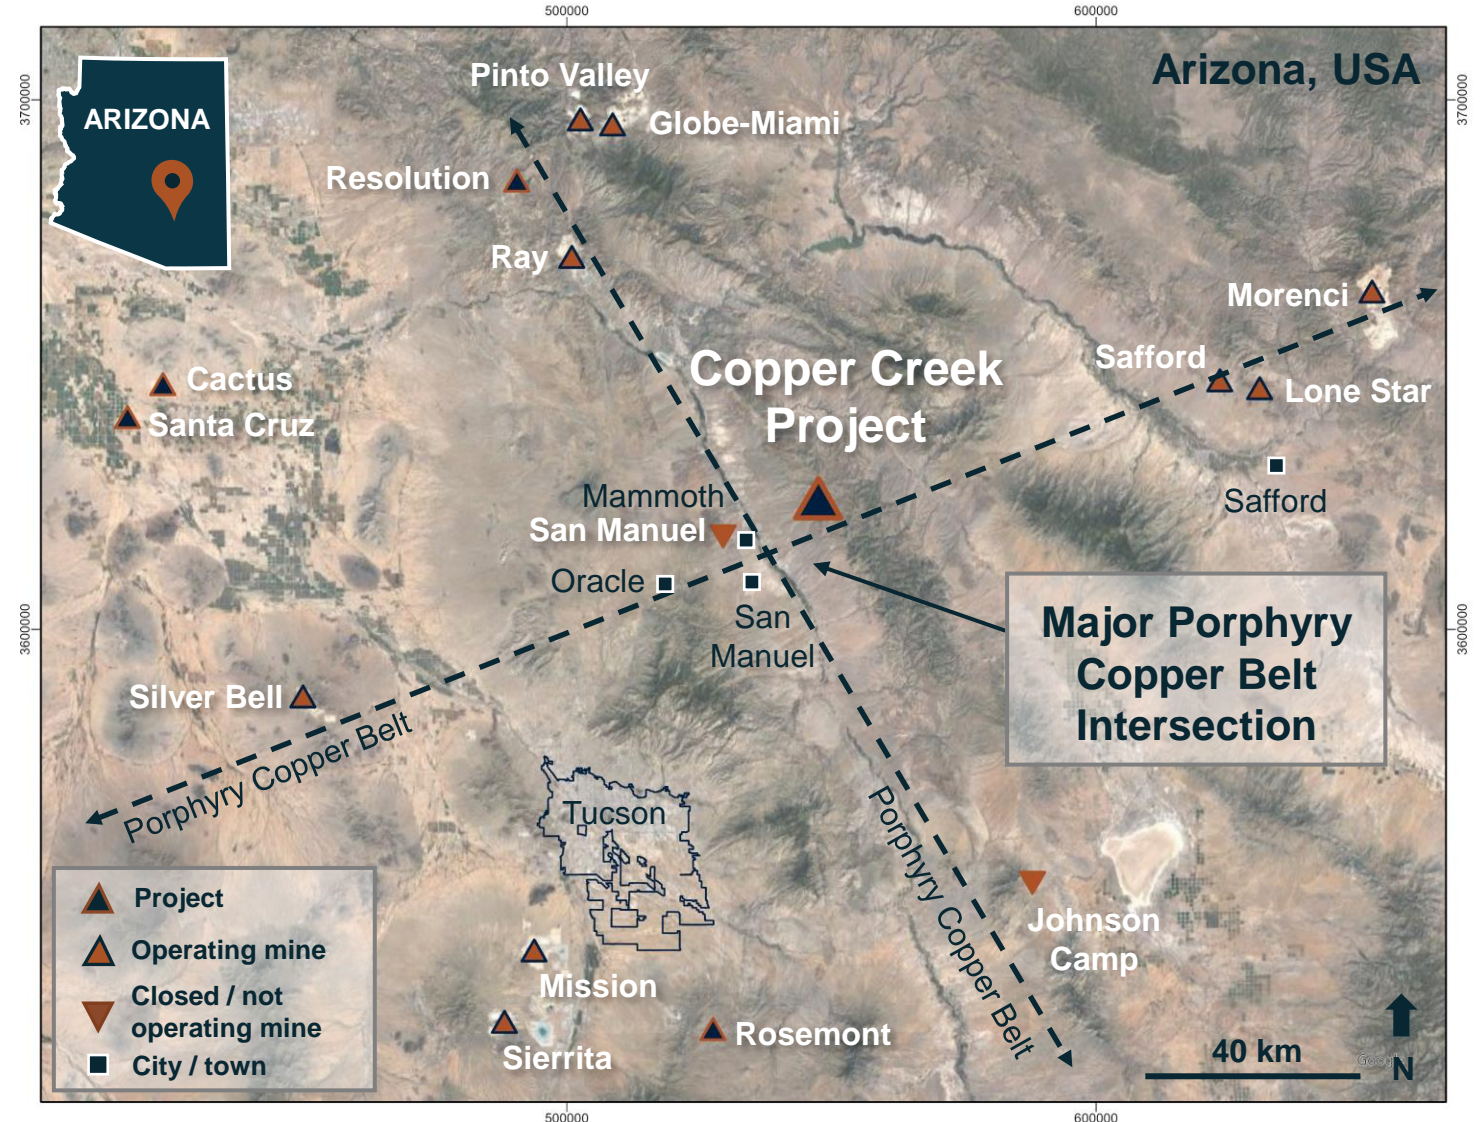 500000
600000
Arizona, USA
3700000
3700000
ARIZONA
Pinto Valley
Globe-Miami
Resolution
Ray
Morenci
Safford
Lone Star
Copper Creek
Project
Cactus
Santa Cruz
Safford
Mammoth
San Manuel
Oracle
San
Manuel
3600000
3600000
Major Porphyry
Copper Belt
Intersection
Silver Bell
Porphyry Copper Belt
Tucson
Porphyry Copper Belt
Johnson
Camp
Mission
Sierrita
Rosemont
Project
Operating mine
Closed / not
operating mine
City / town
40 km
Google
N
500000
600000